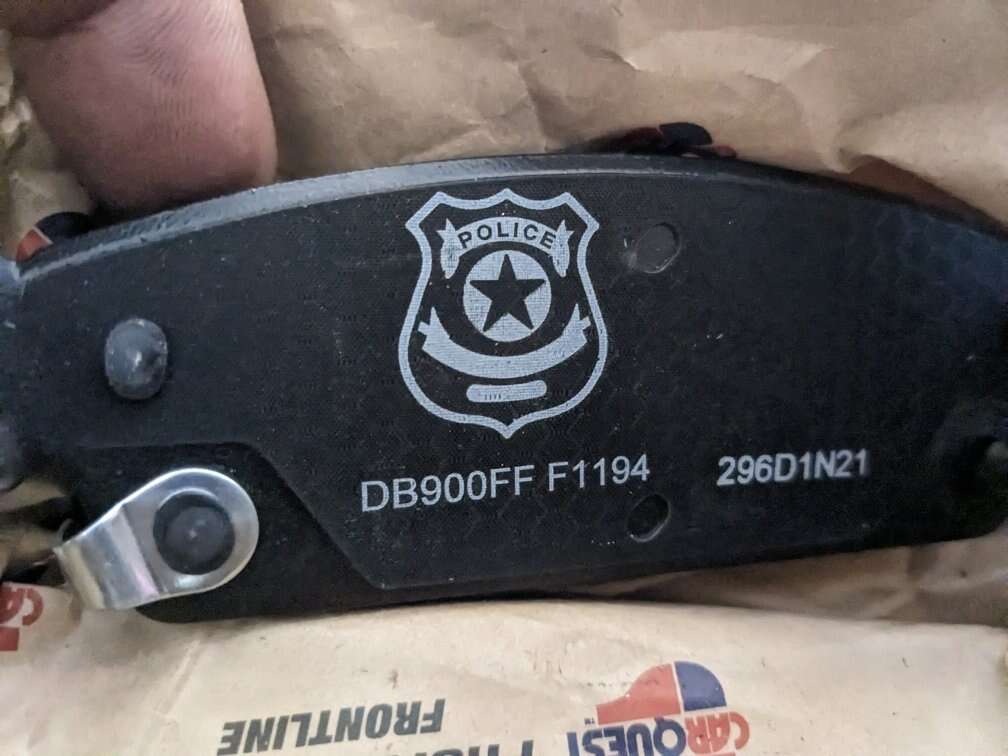 POLICE
DB900FF F1194
296D1N21
FRONTLINE
CARQUEST